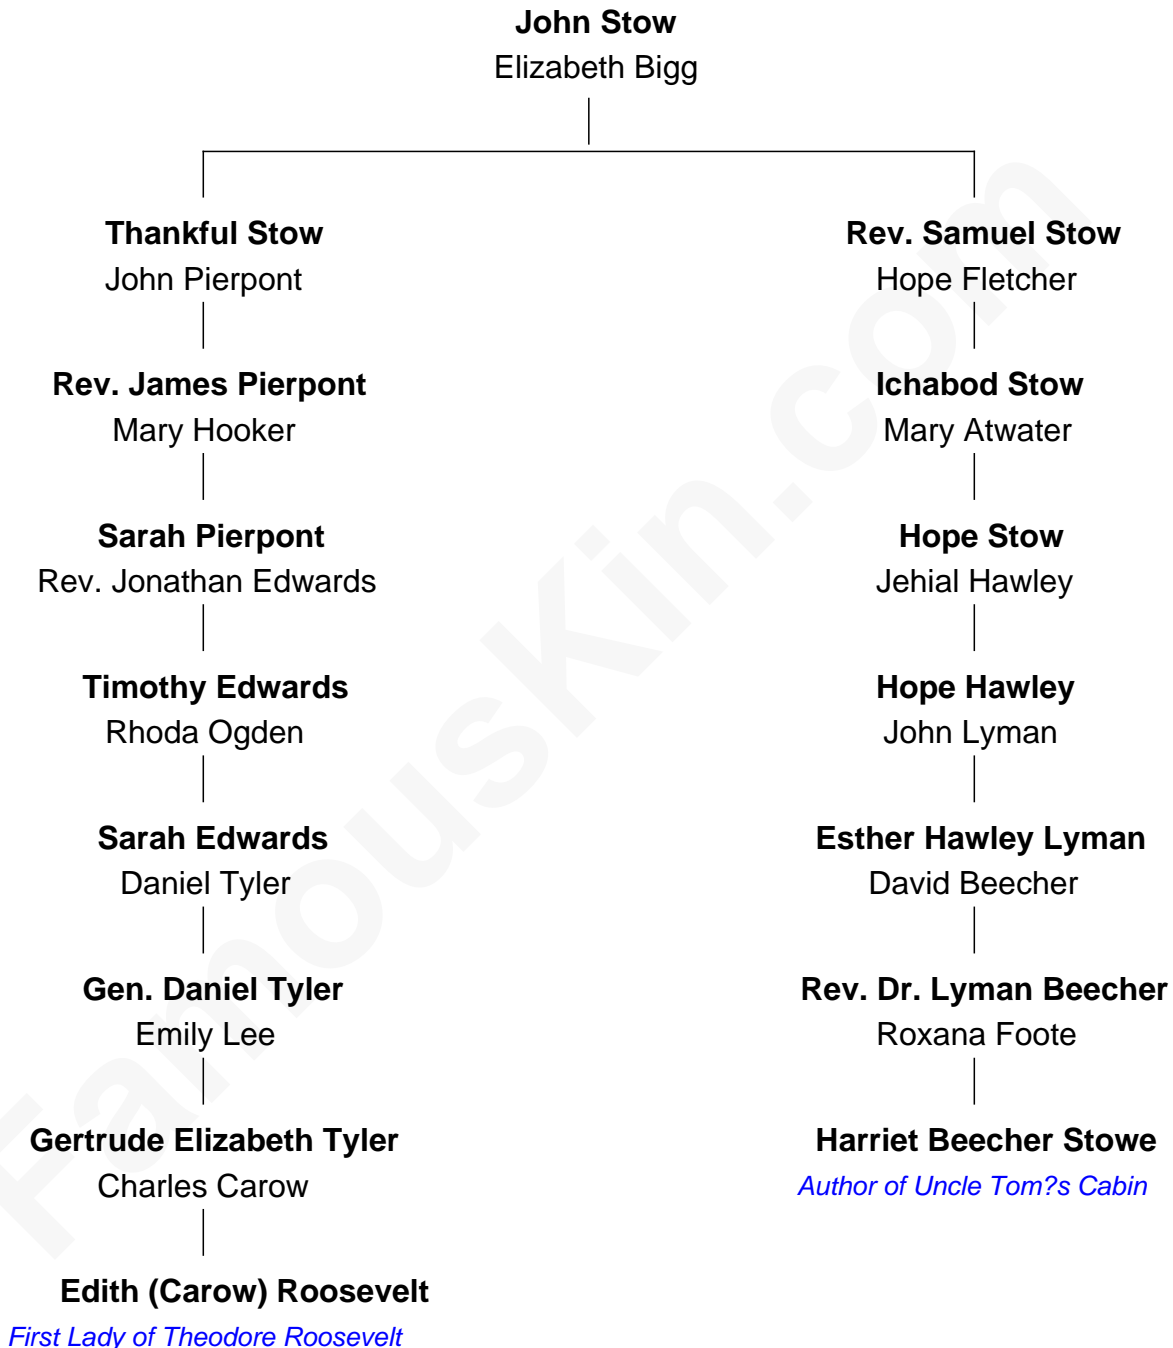 John Stow
Elizabeth Bigg
Thankful Stow
John Pierpont
Rev. James Pierpont
Mary Hooker
Sarah Pierpont
Rev. Jonathan Edwards
Timothy Edwards
Rhoda Ogden
Sarah Edwards
Daniel Tyler
Gen. Daniel Tyler
Emily Lee
Gertrude Elizabeth Tyler
Charles Carow
Edith (Carow) Roosevelt
First Lady of Theodore Roosevelt
Rev. Samuel Stow
Hope Fletcher
Ichabod Stow
Mary Atwater
Hope Stow
Jehial Hawley
Hope Hawley
John Lyman
Esther Hawley Lyman
David Beecher
Rev. Dr. Lyman Beecher
Roxana Foote
Harriet Beecher Stowe
Author of Uncle Tom?s Cabin
FamousKin.com